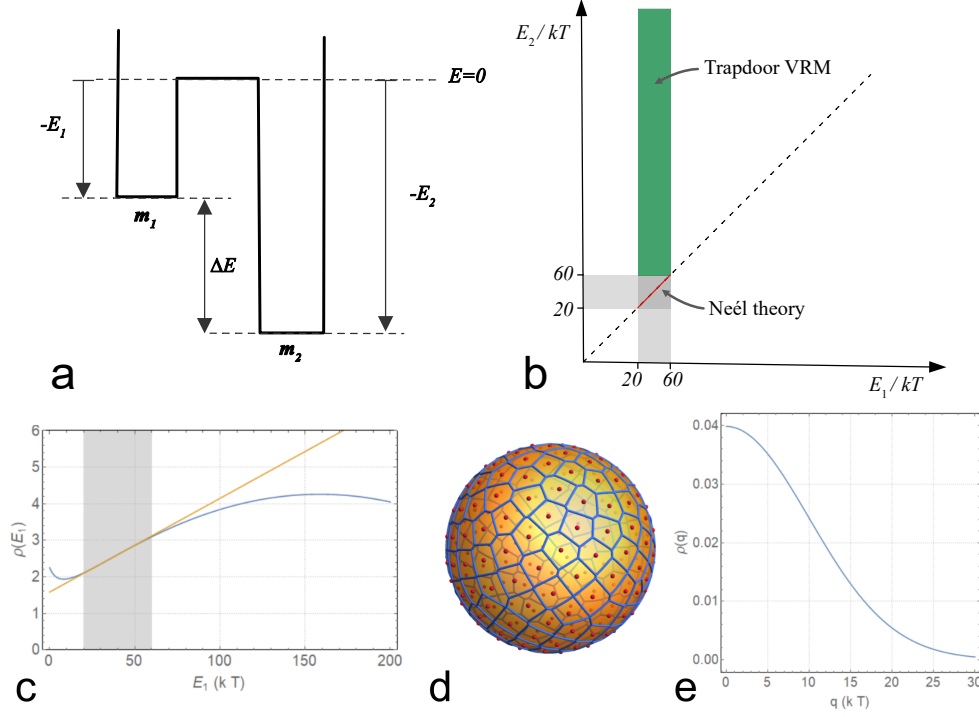 E=0
-E1
-E2
m1
ΔE
m2
a
E2/kT
Trapdoor VRM
60
20
Neél theory
20 60
E1/kT
b
6
5
4
3
2
1
0
ρ(E1)
0 50 100 150 200
E1 (k T)
c
d
0.04
0.03
0.02
0.01
0.00
ρ(q)
0 5 10 15 20 25 30
q (k T)
e